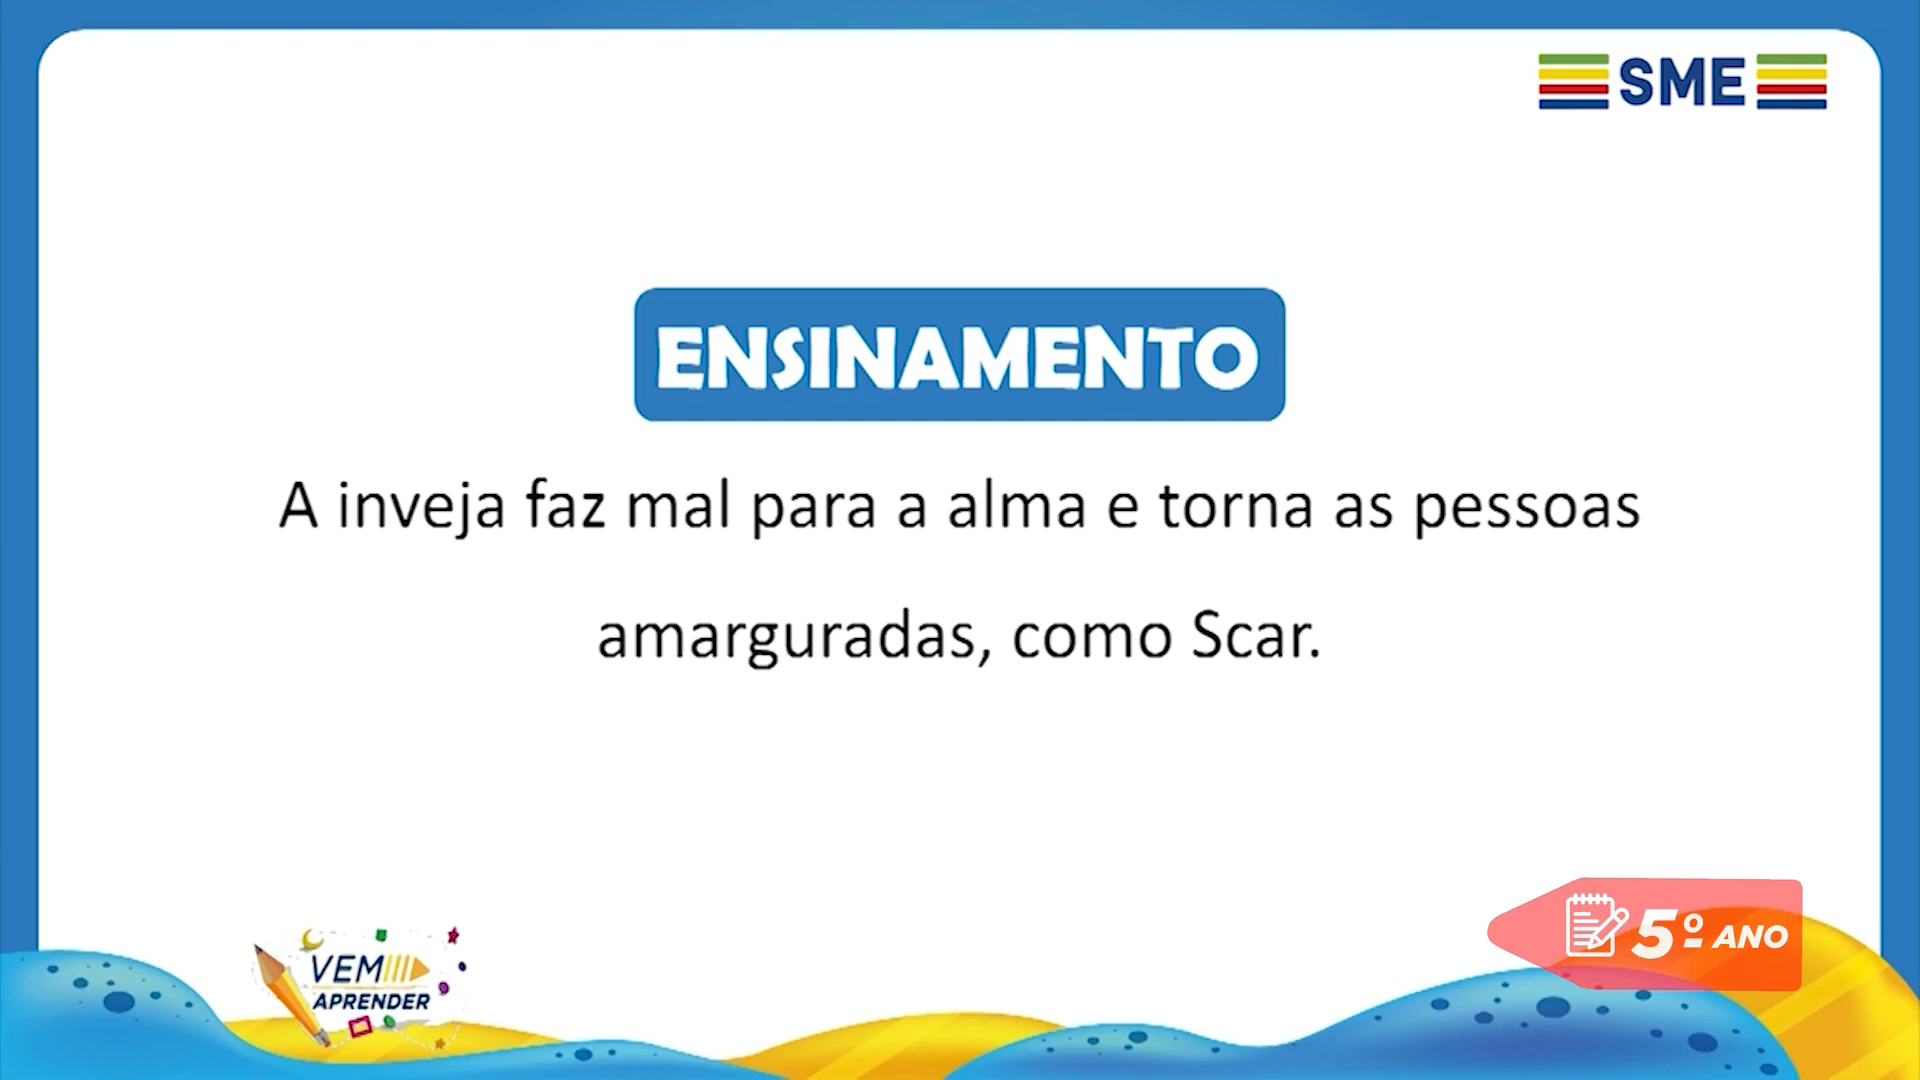 SME
ENSINAMENTO
A inveja faz mal para a alma e torna as pessoas
amarguradas, como Scar.
VEM
APRENDER
5º ANO